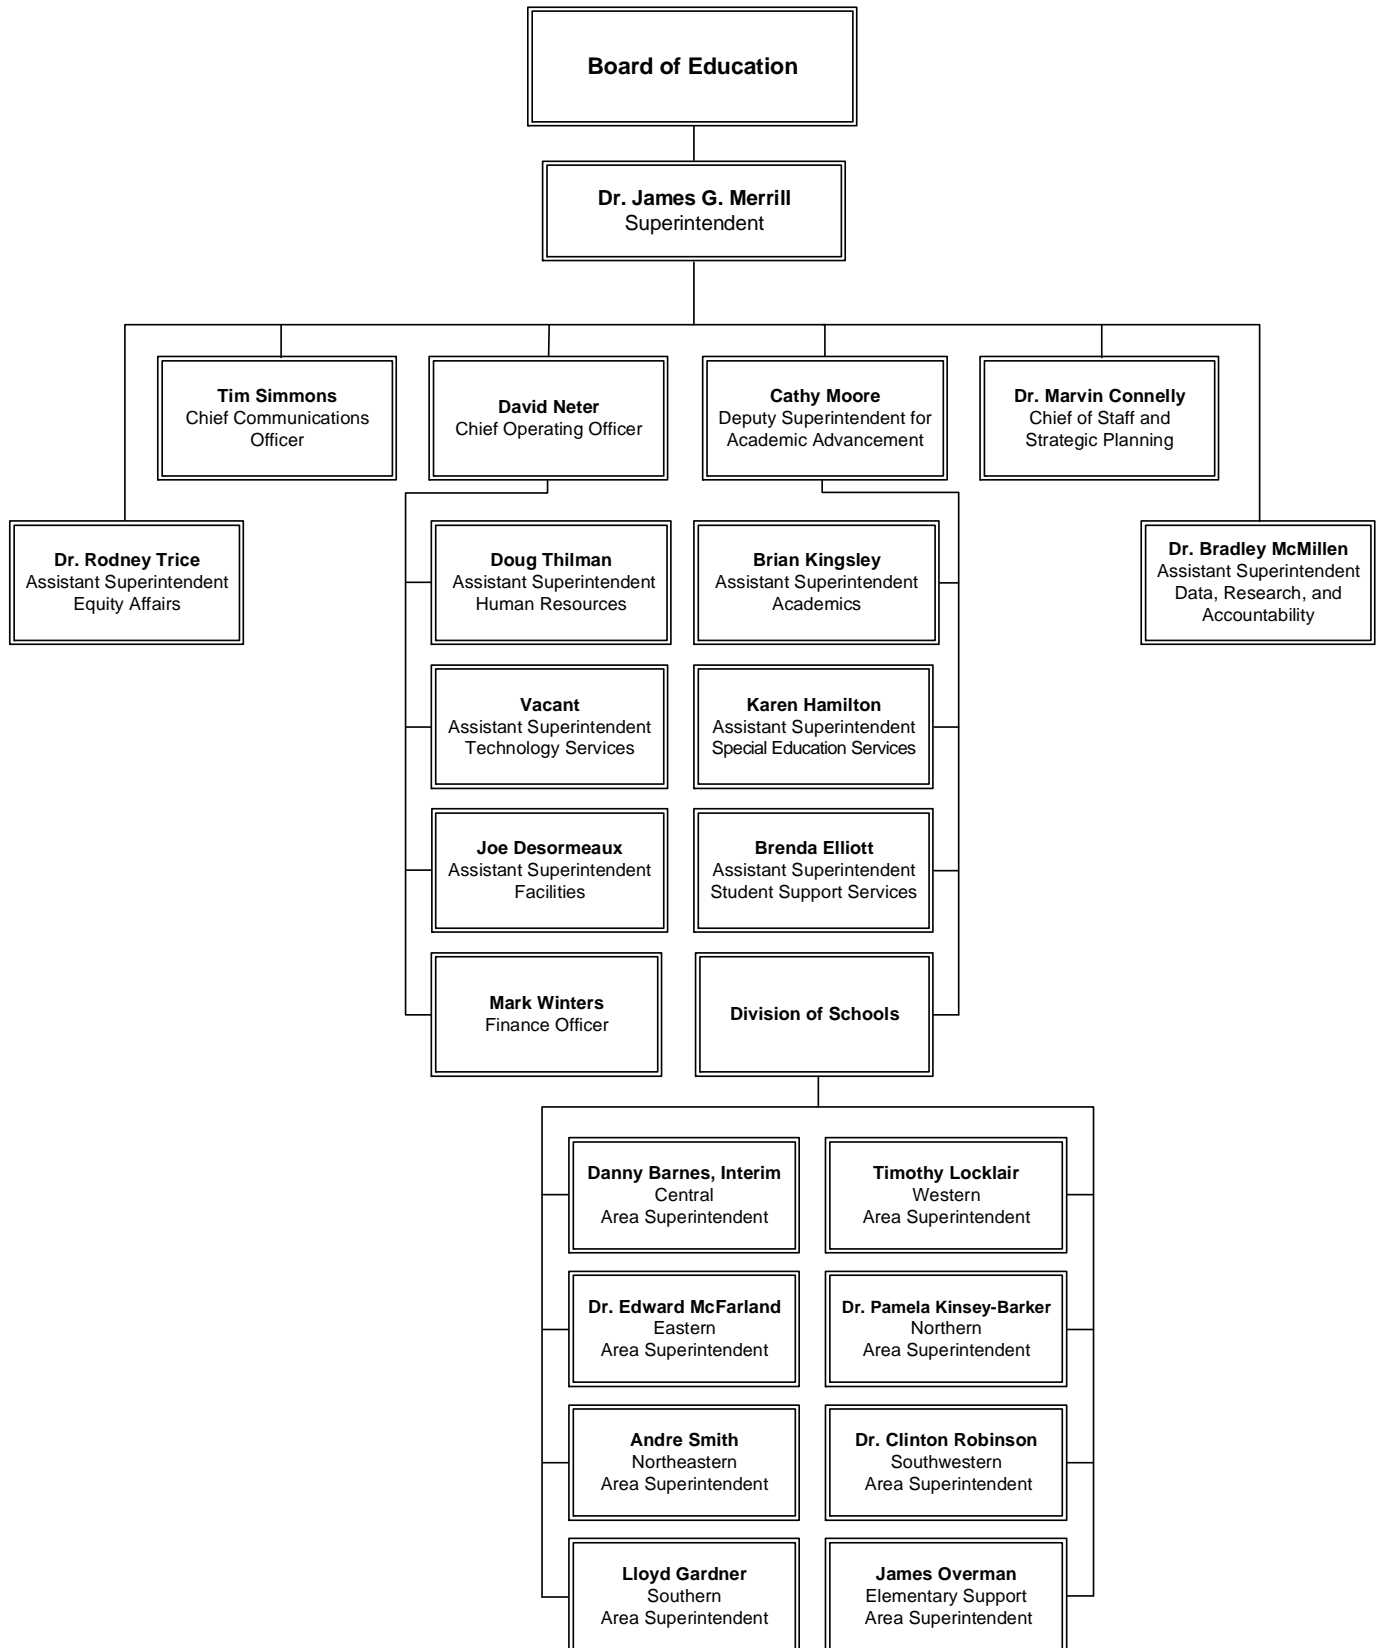 Board of Education
Dr. James G. Merrill
Superintendent
Tim Simmons
Chief Communications
Officer
David Neter
Chief Operating Officer
Cathy Moore
Deputy Superintendent for
Academic Advancement
Dr. Marvin Connelly
Chief of Staff and
Strategic Planning
Dr. Rodney Trice
Assistant Superintendent
Equity Affairs
Doug Thilman
Assistant Superintendent
Human Resources
Brian Kingsley
Assistant Superintendent
Academics
Dr. Bradley McMillen
Assistant Superintendent
Data, Research, and
Accountability
Vacant
Assistant Superintendent
Technology Services
Karen Hamilton
Assistant Superintendent
Special Education Services
Joe Desormeaux
Assistant Superintendent
Facilities
Brenda Elliott
Assistant Superintendent
Student Support Services
Mark Winters
Finance Officer
Division of Schools
Danny Barnes, Interim
Central
Area Superintendent
Timothy Locklair
Western
Area Superintendent
Dr. Edward McFarland
Eastern
Area Superintendent
Dr. Pamela Kinsey-Barker
Northern
Area Superintendent
Andre Smith
Northeastern
Area Superintendent
Dr. Clinton Robinson
Southwestern
Area Superintendent
Lloyd Gardner
Southern
Area Superintendent
James Overman
Elementary Support
Area Superintendent